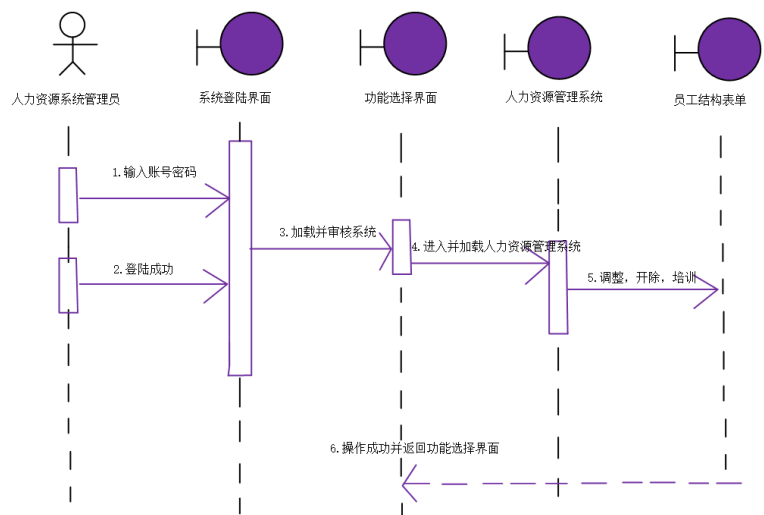 人力资源系统管理员
系统登陆界面
功能选择界面
人力资源管理系统
员工结构表单
1.输入账号密码
2.登陆成功
3.加载并审核系统
4.进入并加载人力资源管理系统
5.调整，开除，培训
6.操作成功并返回功能选择界面